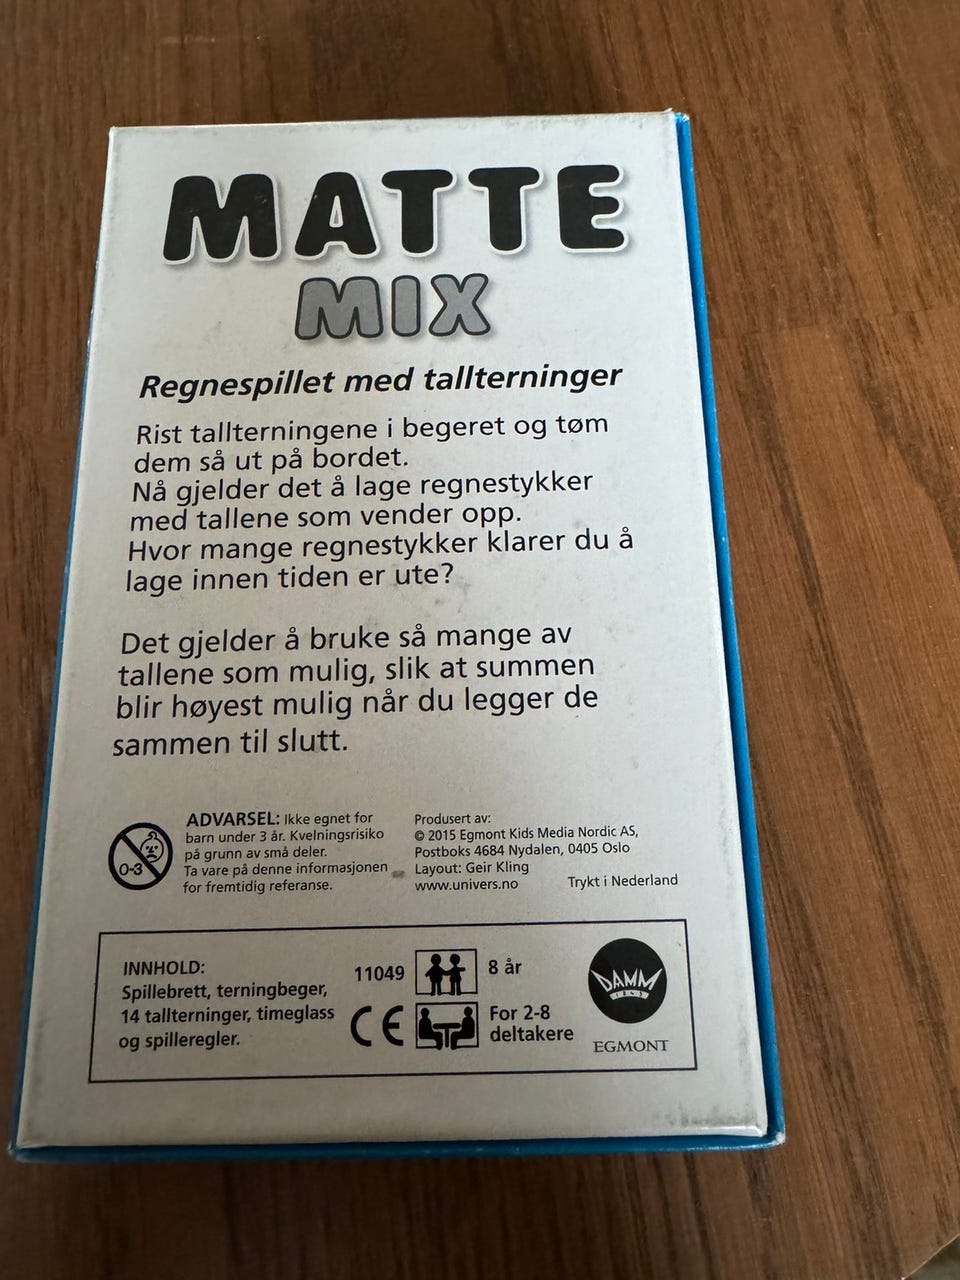 MATTE
MIX
Regnespillet med tallterninger
Rist tallterningene i begeret og tøm
dem så ut på bordet.
Nå gjelder det å lage regnestykker
med tallene som vender opp.
Hvor mange regnestykker klarer du å
lage innen tiden er ute?
Det gjelder å bruke så mange av
tallene som mulig, slik at summen
blir høyest mulig når du legger de
sammen til slutt.
0-3
ADVARSEL: Ikke egnet for
barn under 3 år. Kvelningsrisiko
på grunn av små deler.
Ta vare på denne informasjonen
for fremtidig referanse.
Produsert av:
© 2015 Egmont Kids Media Nordic AS,
Postboks 4684 Nydalen, 0405 Oslo
Layout: Geir Kling
www.univers.no
Trykt i Nederland
INNHOLD:
Spillebrett, terningbeger,
14 tallterninger, timeglass
og spilleregler.
11049
CE
8 år
For 2-8
deltakere
DAMM
1843
EGMONT